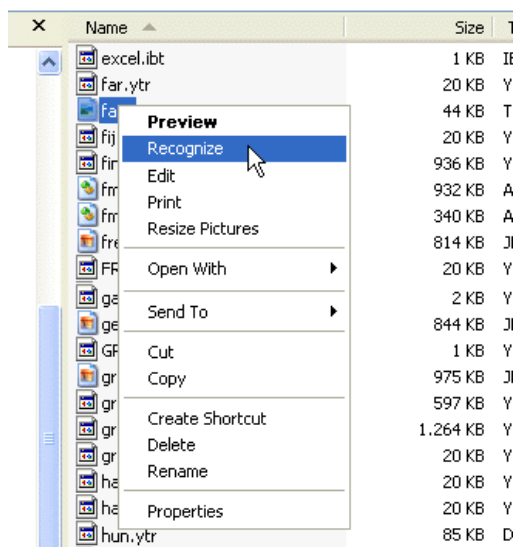 Name Size
excel.ibt 1 KB
far.ytr 20 KB Y
fa 44 KB T
Preview
fij 20 KB Y
Recognize
fin 936 KB Y
Edit
fm 932 KB A
Print
fm 340 KB A
Resize Pictures
fre 814 KB
FR 20 KB Y
Open With
ga 2 KB Y
Send To
ge 844 KB
GR 1 KB Y
Cut
gr 975 KB
Copy
gr 597 KB Y
Create Shortcut
gr 1.264 KB Y
Delete
gr 20 KB Y
Rename
ha 20 KB Y
ha 20 KB Y
Properties
hun.ytr 85 KB D